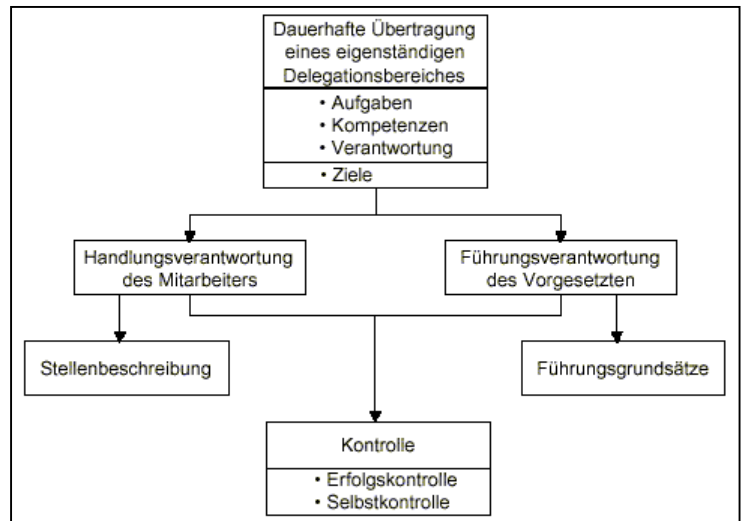 Dauerhafte Übertragung
eines eigenständigen
Delegationsbereiches
• Aufgaben
• Kompetenzen
• Verantwortung
• Ziele
Handlungsverantwortung
des Mitarbeiters
Führungsverantwortung
des Vorgesetzten
Stellenbeschreibung
Führungsgrundsätze
Kontrolle
• Erfolgskontrolle
• Selbstkontrolle